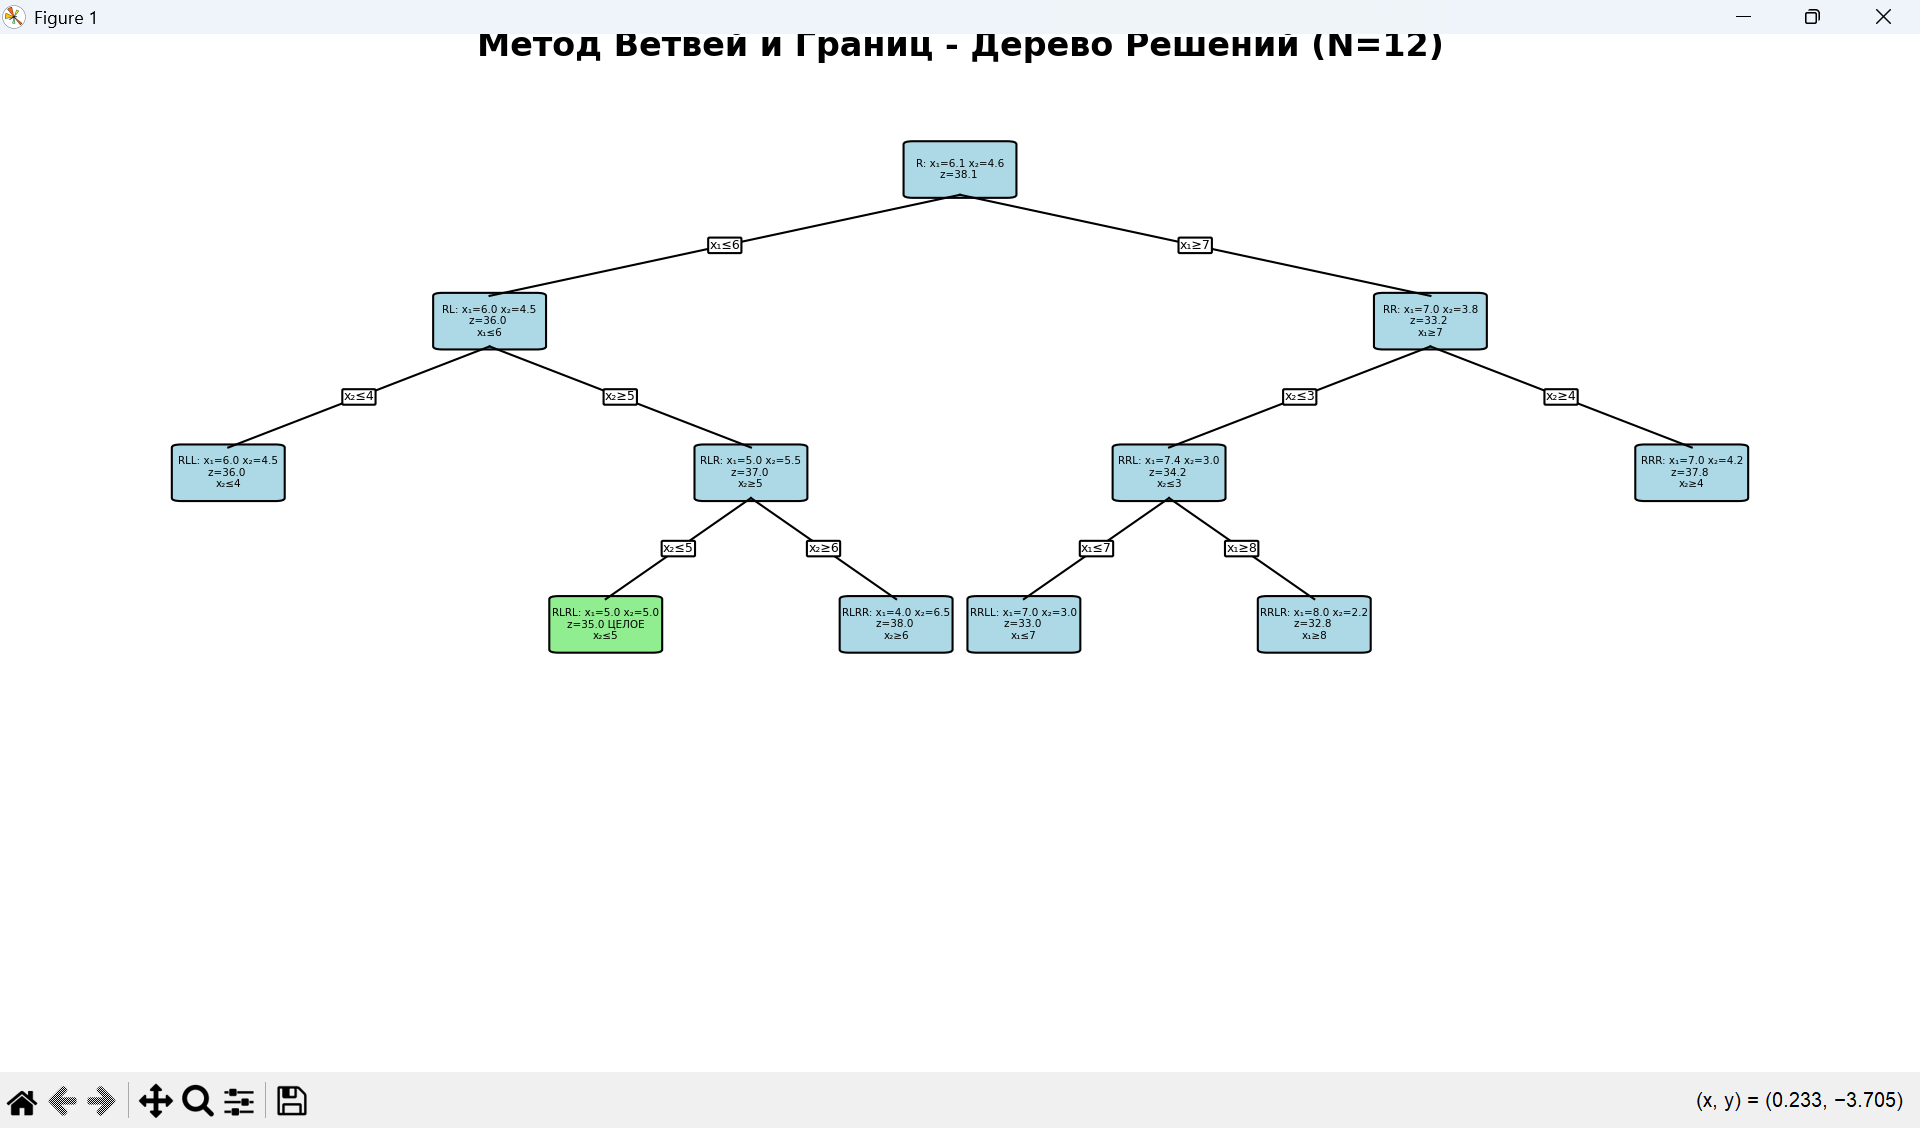 Figure 1
Метод Ветвей и Границ - Дерево Решений (N=12)
R: x₁=6.1 x₂=4.6
z=38.1
x₁≤6
x₁≥7
RL: x₁=6.0 x₂=4.5
z=36.0
x₁≤6
RR: x₁=7.0 x₂=3.8
z=33.2
x₁≥7
x₂≤4
x₂≥5
x₂≤3
x₂≥4
RLL: x₁=6.0 x₂=4.5
z=36.0
x₂≤4
RLR: x₁=5.0 x₂=5.5
z=37.0
x₂≥5
RRL: x₁=7.4 x₂=3.0
z=34.2
x₂≤3
RRR: x₁=7.0 x₂=4.2
z=37.8
x₂≥4
x₂≤5
x₂≥6
x₁≤7
x₁≥8
RLRL: x₁=5.0 x₂=5.0
z=35.0 ЦЕЛОЕ
x₂≤5
RLRR: x₁=4.0 x₂=6.5
z=38.0
x₂≥6
RRLL: x₁=7.0 x₂=3.0
z=33.0
x₁≤7
RRLR: x₁=8.0 x₂=2.2
z=32.8
x₁≥8
(x, y) = (0.233, −3.705)